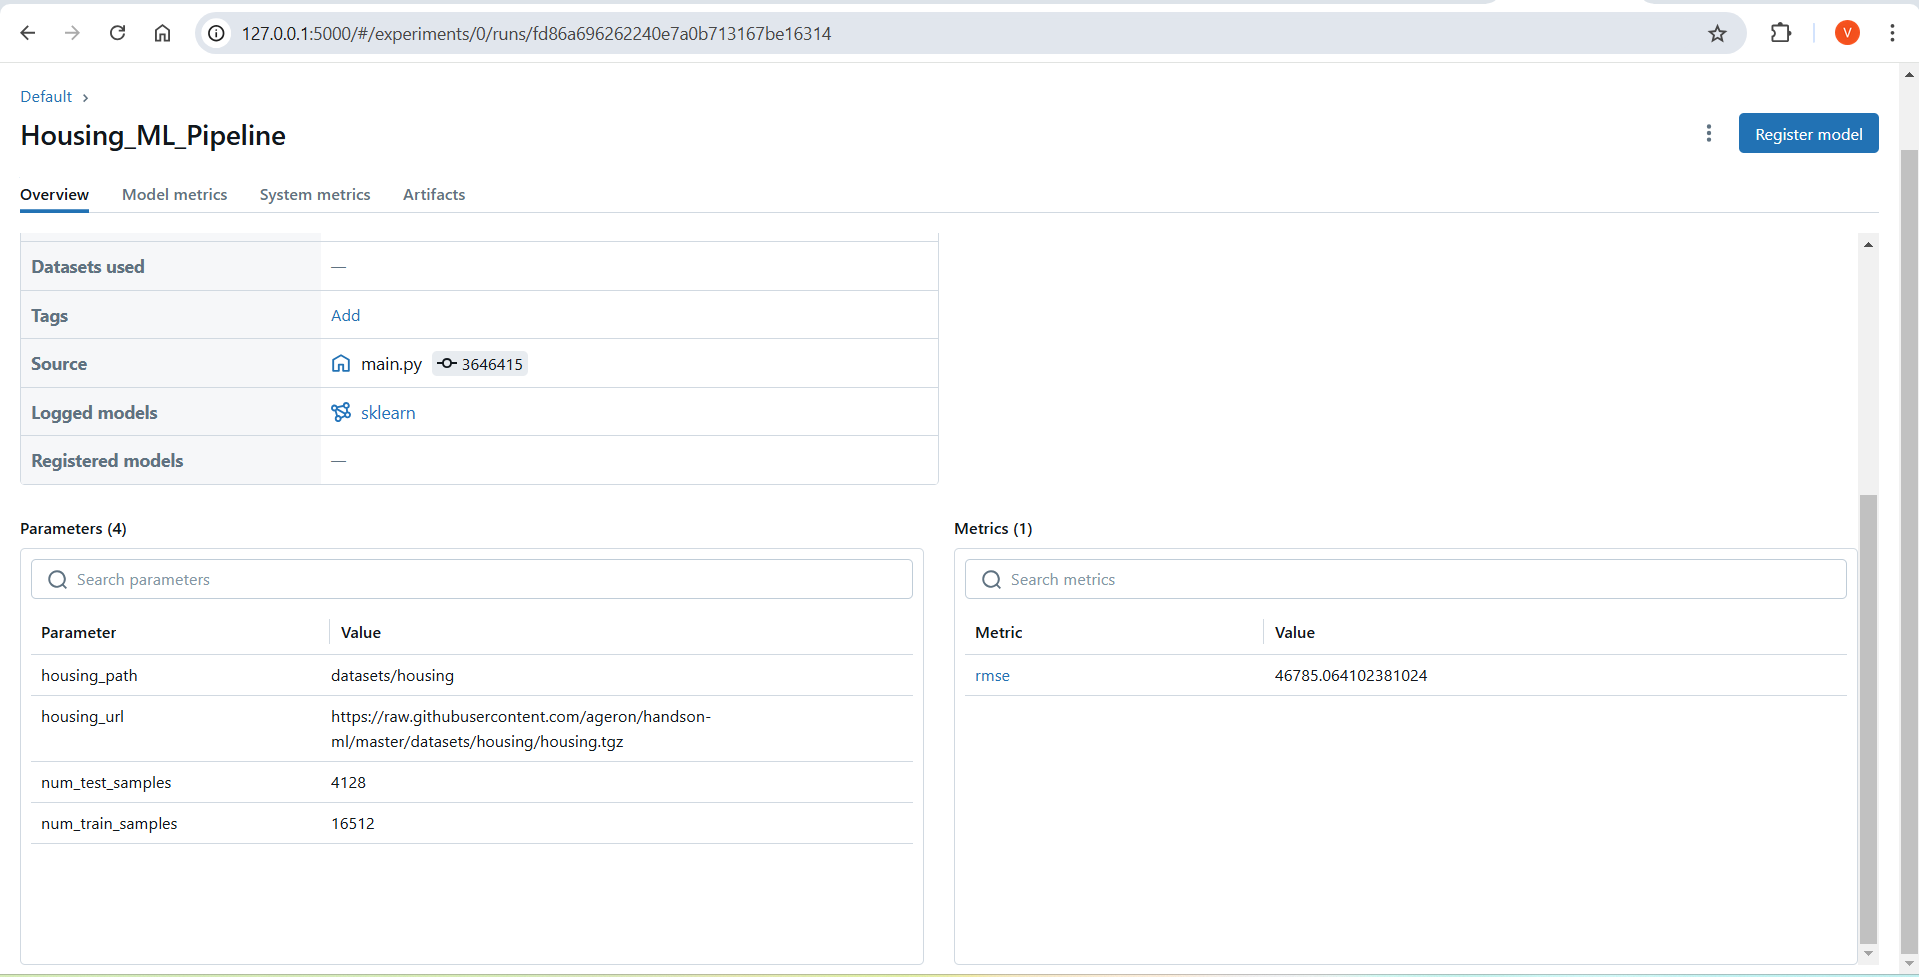 127.0.0.1:5000/#/experiments/0/runs/fd86a696262240e7a0b713167be16314
V
Default
Housing_ML_Pipeline
Register model
Overview Model metrics System metrics Artifacts
Datasets used —
Tags Add
Source main.py 3646415
Logged models sklearn
Registered models —
Parameters (4)
Search parameters
Parameter Value
housing_path datasets/housing
housing_url https://raw.githubusercontent.com/ageron/handson-
ml/master/datasets/housing/housing.tgz
num_test_samples 4128
num_train_samples 16512
Metrics (1)
Search metrics
Metric Value
rmse 46785.064102381024